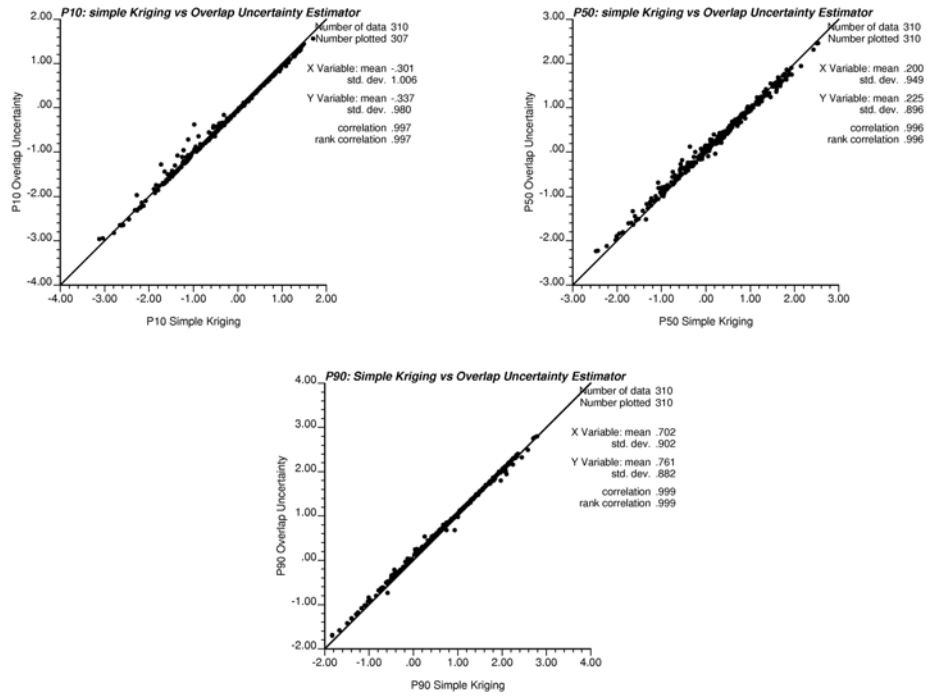 P10: simple Kriging vs Overlap Uncertainty Estimator
2.00
1.00
.00
-1.00
-2.00
-3.00
-4.00
P10 Overlap Uncertainty
-4.00 -3.00 -2.00 -1.00 .00 1.00 2.00
P10 Simple Kriging
Number of data 310
Number plotted 307
X Variable: mean -.301
std. dev. 1.006
Y Variable: mean -.337
std. dev. .980
correlation .997
rank correlation .997
P50: simple Kriging vs Overlap Uncertainty Estimator
3.00
2.00
1.00
.00
-1.00
-2.00
-3.00
P50 Overlap Uncertainty
-3.00 -2.00 -1.00 .00 1.00 2.00 3.00
P50 Simple Kriging
Number of data 310
Number plotted 310
X Variable: mean .200
std. dev. .949
Y Variable: mean .225
std. dev. .896
correlation .996
rank correlation .996
P90: Simple Kriging vs Overlap Uncertainty Estimator
4.00
3.00
2.00
1.00
.00
-1.00
-2.00
P90 Overlap Uncertainty
-2.00 -1.00 .00 1.00 2.00 3.00 4.00
P90 Simple Kriging
Number of data 310
Number plotted 310
X Variable: mean .702
std. dev. .902
Y Variable: mean .761
std. dev. .882
correlation .999
rank correlation .999